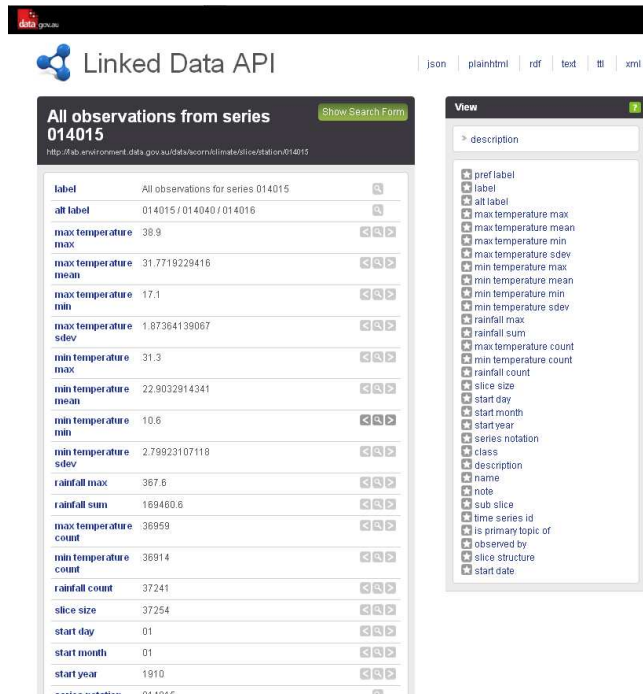 data.gov.au
Linked Data API
json plainhtml rdf text ttl xml
All observations from series
014015
Show Search Form
http://lab.environment.data.gov.au/data/acorn/climate/slice/station/014015
label All observations for series 014015
alt label 014015 / 014040 / 014016
max temperature 38.9
max
max temperature 31.7719229416
mean
max temperature 17.1
min
max temperature 1.87364139067
sdev
min temperature 31.3
max
min temperature 22.9032914341
mean
min temperature 10.6
min
min temperature 2.79923107118
sdev
rainfall max 367.6
rainfall sum 169460.6
max temperature 36959
count
min temperature 36914
count
rainfall count 37241
slice size 37254
start day 01
start month 01
start year 1910
series notation 014015
View ?
description
pref label
label
alt label
max temperature max
max temperature mean
max temperature min
max temperature sdev
min temperature max
min temperature mean
min temperature min
min temperature sdev
rainfall max
rainfall sum
max temperature count
min temperature count
rainfall count
slice size
start day
start month
start year
series notation
class
description
name
note
sub slice
time series id
is primary topic of
observed by
slice structure
start date